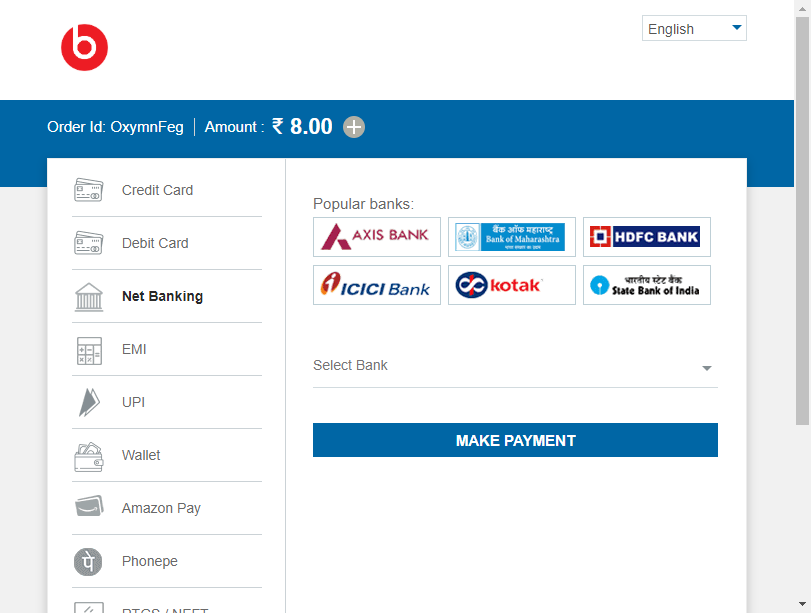 b
English
Order Id: OxymnFeg | Amount : ₹ 8.00
Credit Card
Debit Card
Net Banking
EMI
UPI
Wallet
Amazon Pay
Phonepe
RTGS / NEFT
Popular banks:
AXIS BANK
बैंक ऑफ महाराष्ट्र
Bank of Maharashtra
HDFC BANK
ICICI Bank
kotak
भारतीय स्टेट बैंक
State Bank of India
Select Bank
MAKE PAYMENT